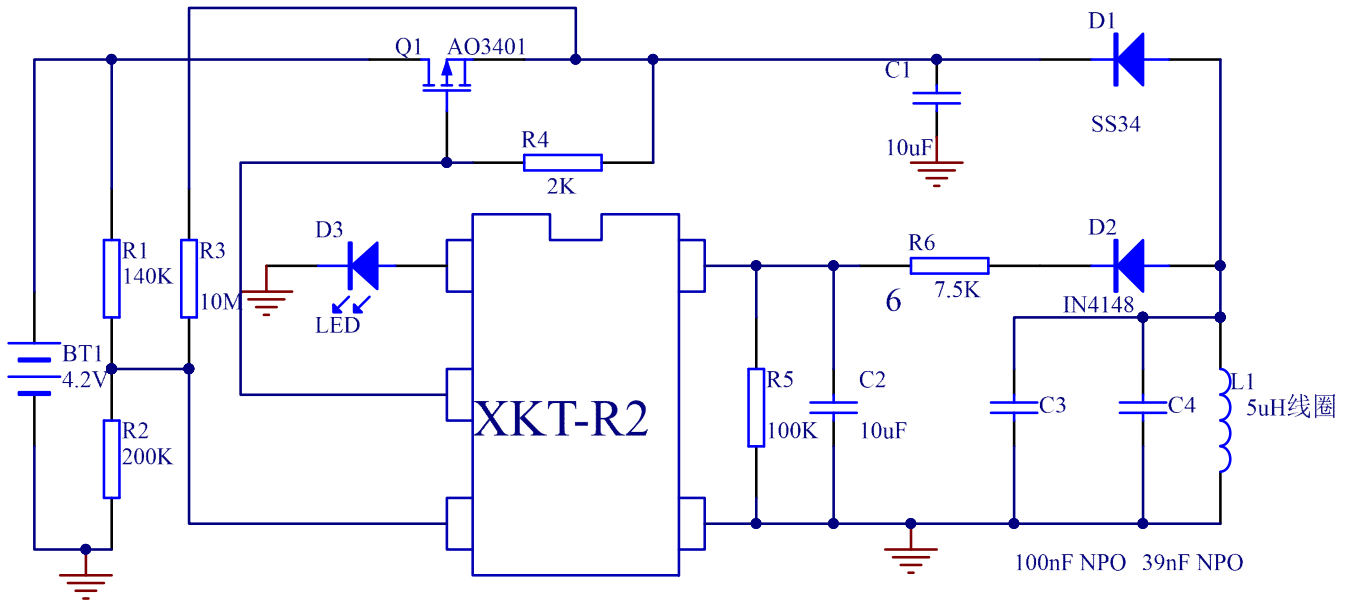 D1
Q1 AO3401
C1
SS34
R4
10uF
2K
D3
D2
R6
R1
R3
140K
7.5K
6
10M
IN4148
LED
BT1
4.2V
R5
C2
L1
C3
C4
5uH线圈
XKT-R2
R2
100K
10uF
200K
100nF NPO 39nF NPO